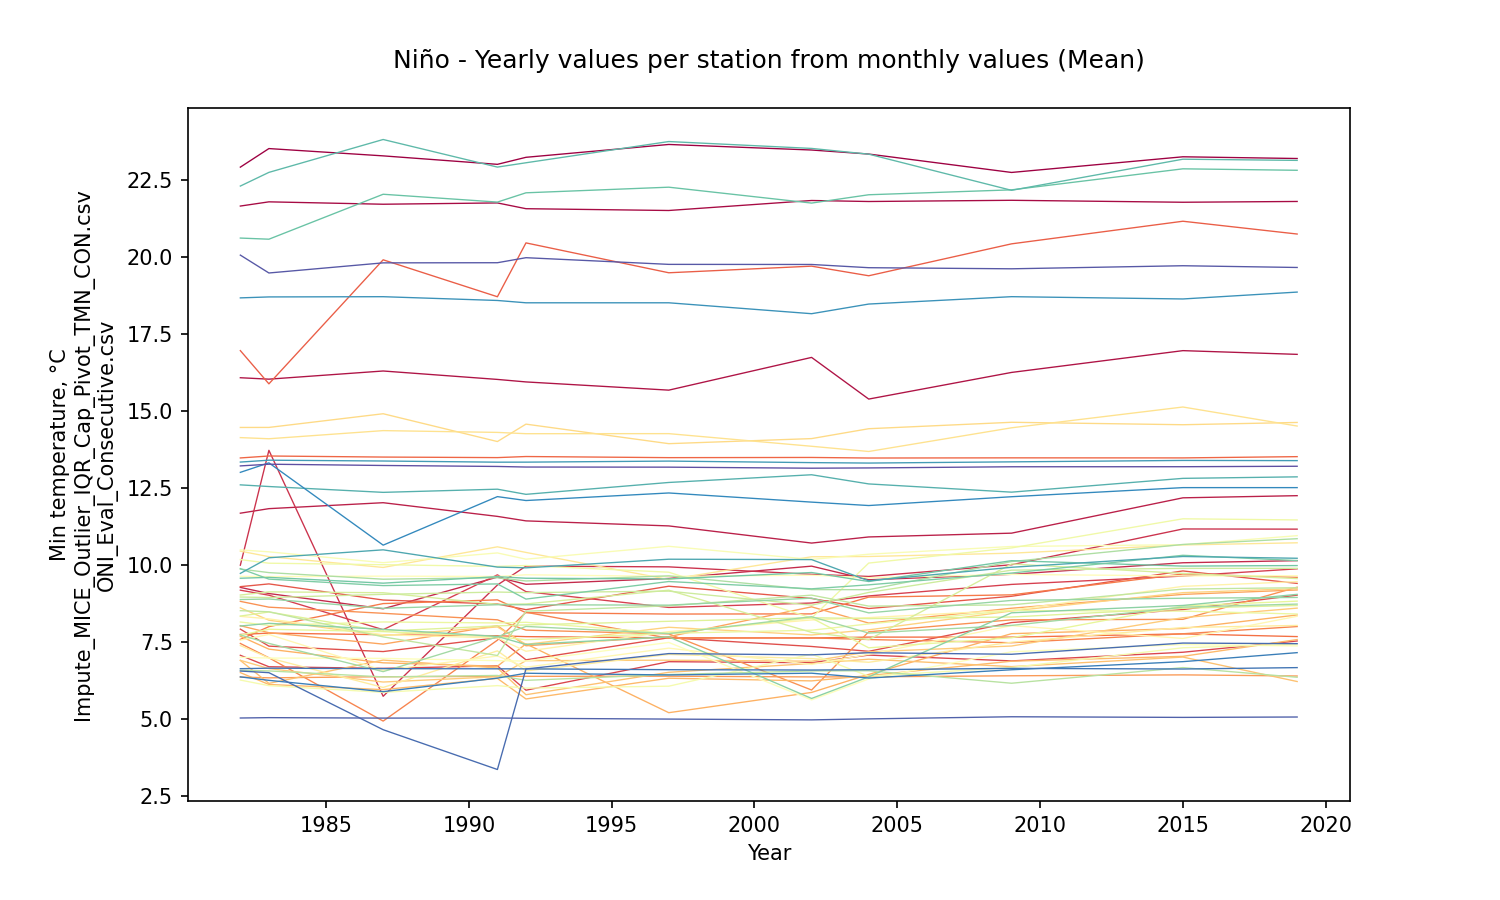 Niño - Yearly values per station from monthly values (Mean)
Min temperature, °C
Impute_MICE_Outlier_IQR_Cap_Pivot_TMN_CON.csv
ONI_Eval_Consecutive.csv
22.5
20.0
17.5
15.0
12.5
10.0
7.5
5.0
2.5
1985 1990 1995 2000 2005 2010 2015 2020
Year